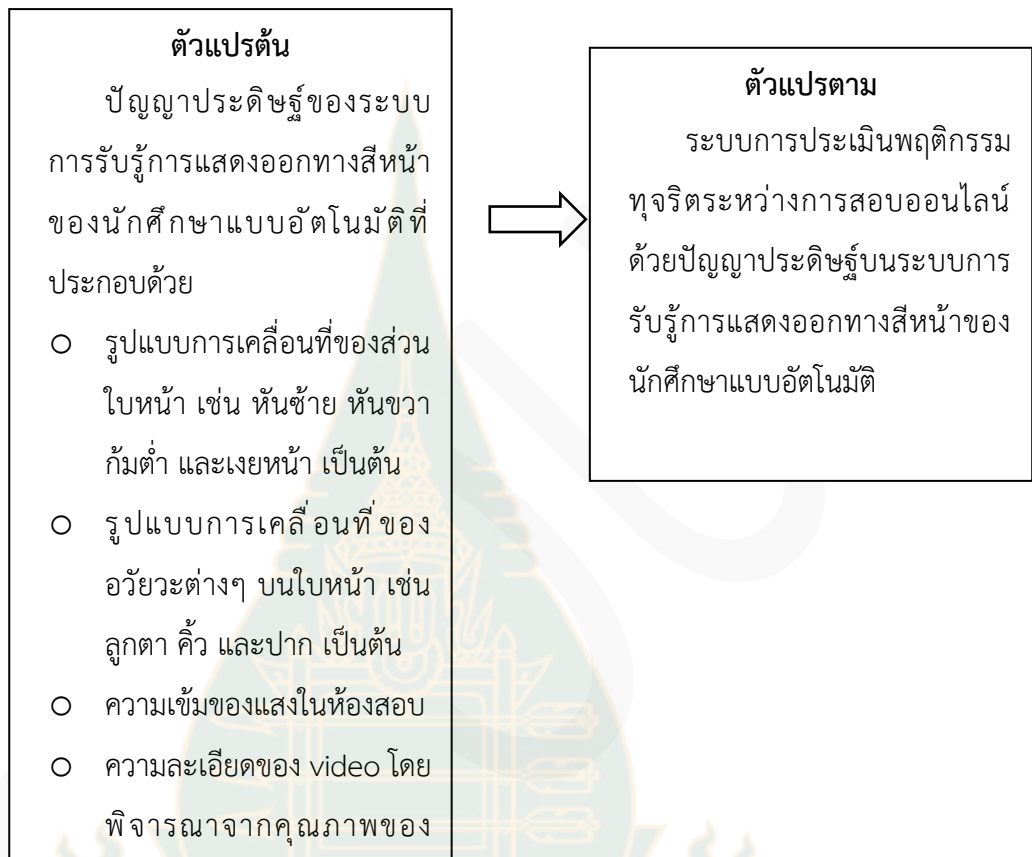 ตัวแปรต้น
ปัญญาประดิษฐ์ของระบบ
การรับรู้การแสดงออกทางสีหน้า
ของนักศึกษาแบบอัตโนมัติที่
ประกอบด้วย
o รูปแบบการเคลื่อนที่ของส่วน
ใบหน้า เช่น หันซ้าย หันขวา
ก้มต่ำ และเงยหน้า เป็นต้น
o รูปแบบการเคลื่อนที่ของ
อวัยวะต่างๆ บนใบหน้า เช่น
ลูกตา คิ้ว และปาก เป็นต้น
o ความเข้มของแสงในห้องสอบ
o ความละเอียดของ video โดย
พิจารณาจากคุณภาพของ
ตัวแปรตาม
ระบบการประเมินพฤติกรรม
ทุจริตระหว่างการสอบออนไลน์
ด้วยปัญญาประดิษฐ์บนระบบการ
รับรู้การแสดงออกทางสีหน้าของ
นักศึกษาแบบอัตโนมัติ